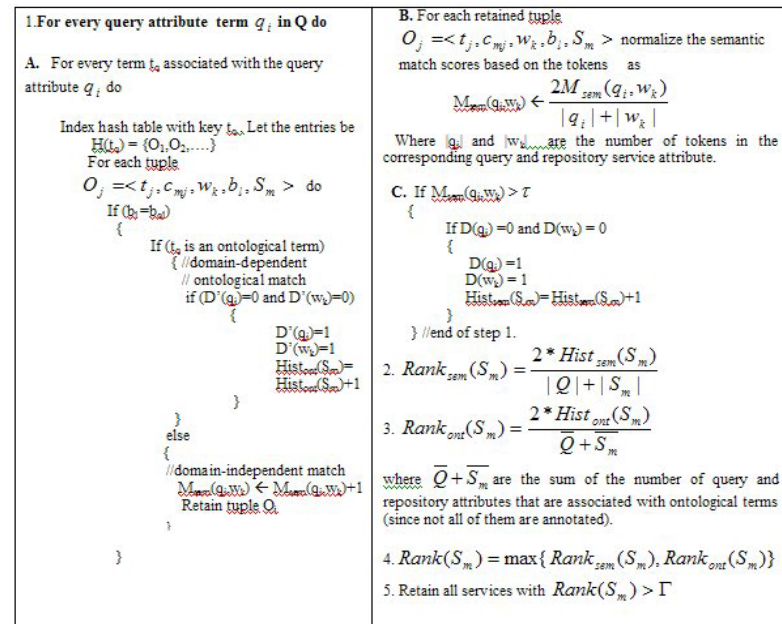 1.For every query attribute term q_i in Q do
A. For every term t_q associated with the query
attribute q_i do
Index hash table with key t_q. Let the entries be
H(t_q) = {O₁,O₂,….}
For each tuple
O_j =<t_j,c_mj,w_k,b_l,S_m> do
If (b_l=b_ql)
{
If (t_q is an ontological term)
{ //domain-dependent
// ontological match
if (D'(q_i)=0 and D'(w_k)=0)
{
D'(q_i)=1
D'(w_k)=1
Hist_ont(S_m)=
Hist_ont(S_m)+1
}
}
else
{
//domain-independent match
M_sem(q_i,w_k) ← M_sem(q_i,w_k)+1
Retain tuple O_j
}
}
B. For each retained tuple
O_j =<t_j,c_mj,w_k,b_l,S_m> normalize the semantic
match scores based on the tokens as
M_sem(q_i,w_k) ← 2M_sem(q_i,w_k) / |q_i|+|w_k|
Where |q_i| and |w_k| are the number of tokens in the
corresponding query and repository service attribute.
C. If M_sem(q_i,w_k)>τ
{
If D(q_i) =0 and D(w_k) = 0
{
D(q_i) =1
D(w_k) = 1
Hist_sem(S_m)=Hist_sem(S_m)+1
}
} //end of step 1.
2. Rank_sem(S_m) = 2*Hist_sem(S_m) / |Q|+|S_m|
3. Rank_ont(S_m) = 2*Hist_ont(S_m) / Q̅+S̅_m
where Q̅+S̅_m are the sum of the number of query and
repository attributes that are associated with ontological terms
(since not all of them are annotated).
4. Rank(S_m) = max{Rank_sem(S_m), Rank_ont(S_m)}
5. Retain all services with Rank(S_m) > Γ